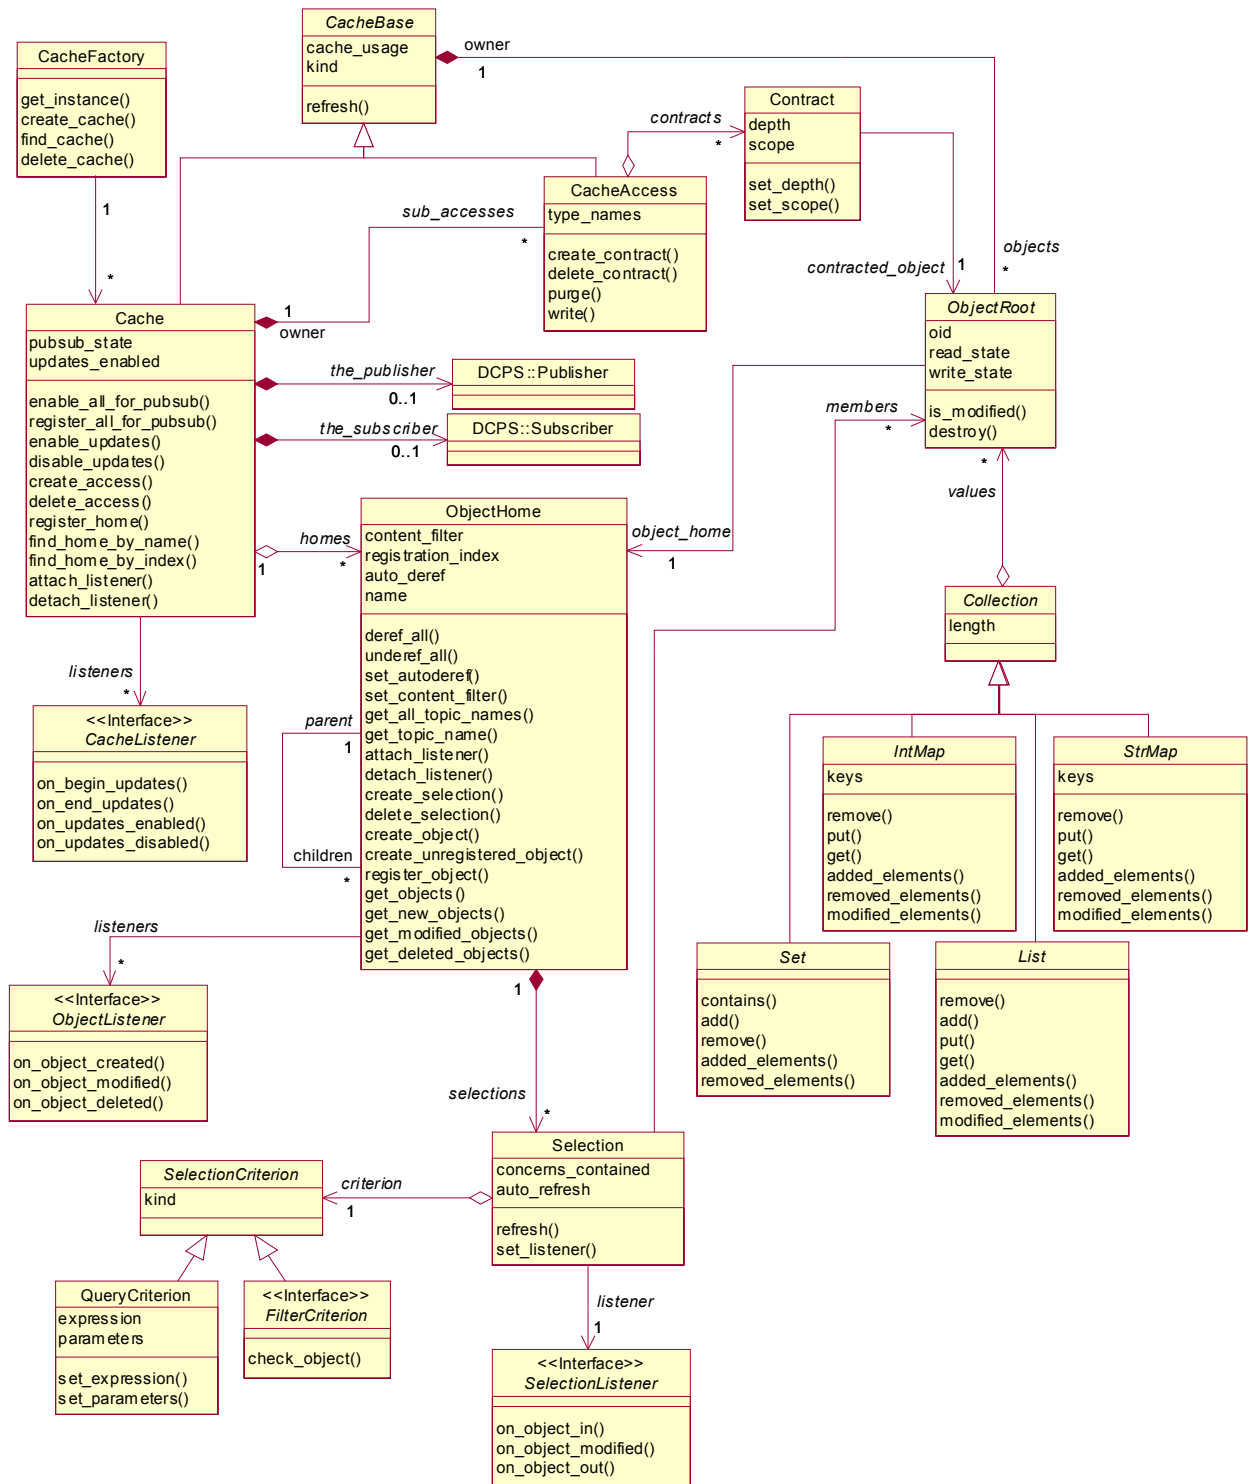 CacheBase
cache_usage
kind
refresh()
owner
1
CacheFactory
get_instance()
create_cache()
find_cache()
delete_cache()
1
*
contracts
*
Contract
depth
scope
set_depth()
set_scope()
CacheAccess
type_names
create_contract()
delete_contract()
purge()
write()
sub_accesses
*
1
owner
contracted_object
1
objects
*
Cache
pubsub_state
updates_enabled
enable_all_for_pubsub()
register_all_for_pubsub()
enable_updates()
disable_updates()
create_access()
delete_access()
register_home()
find_home_by_name()
find_home_by_index()
attach_listener()
detach_listener()
the_publisher
0..1
DCPS::Publisher
the_subscriber
0..1
DCPS::Subscriber
ObjectRoot
oid
read_state
write_state
is_modified()
destroy()
members
*
*
values
homes
1
*
object_home
1
ObjectHome
content_filter
registration_index
auto_deref
name
deref_all()
underef_all()
set_autoderef()
set_content_filter()
get_all_topic_names()
get_topic_name()
attach_listener()
detach_listener()
create_selection()
delete_selection()
create_object()
create_unregistered_object()
register_object()
get_objects()
get_new_objects()
get_modified_objects()
get_deleted_objects()
parent
1
children
*
Collection
length
listeners
*
<<Interface>>
CacheListener
on_begin_updates()
on_end_updates()
on_updates_enabled()
on_updates_disabled()
IntMap
keys
remove()
put()
get()
added_elements()
removed_elements()
modified_elements()
StrMap
keys
remove()
put()
get()
added_elements()
removed_elements()
modified_elements()
listeners
*
<<Interface>>
ObjectListener
on_object_created()
on_object_modified()
on_object_deleted()
Set
contains()
add()
remove()
added_elements()
removed_elements()
List
remove()
add()
put()
get()
added_elements()
removed_elements()
modified_elements()
1
selections
*
Selection
concerns_contained
auto_refresh
refresh()
set_listener()
criterion
1
SelectionCriterion
kind
QueryCriterion
expression
parameters
set_expression()
set_parameters()
<<Interface>>
FilterCriterion
check_object()
listener
1
<<Interface>>
SelectionListener
on_object_in()
on_object_modified()
on_object_out()